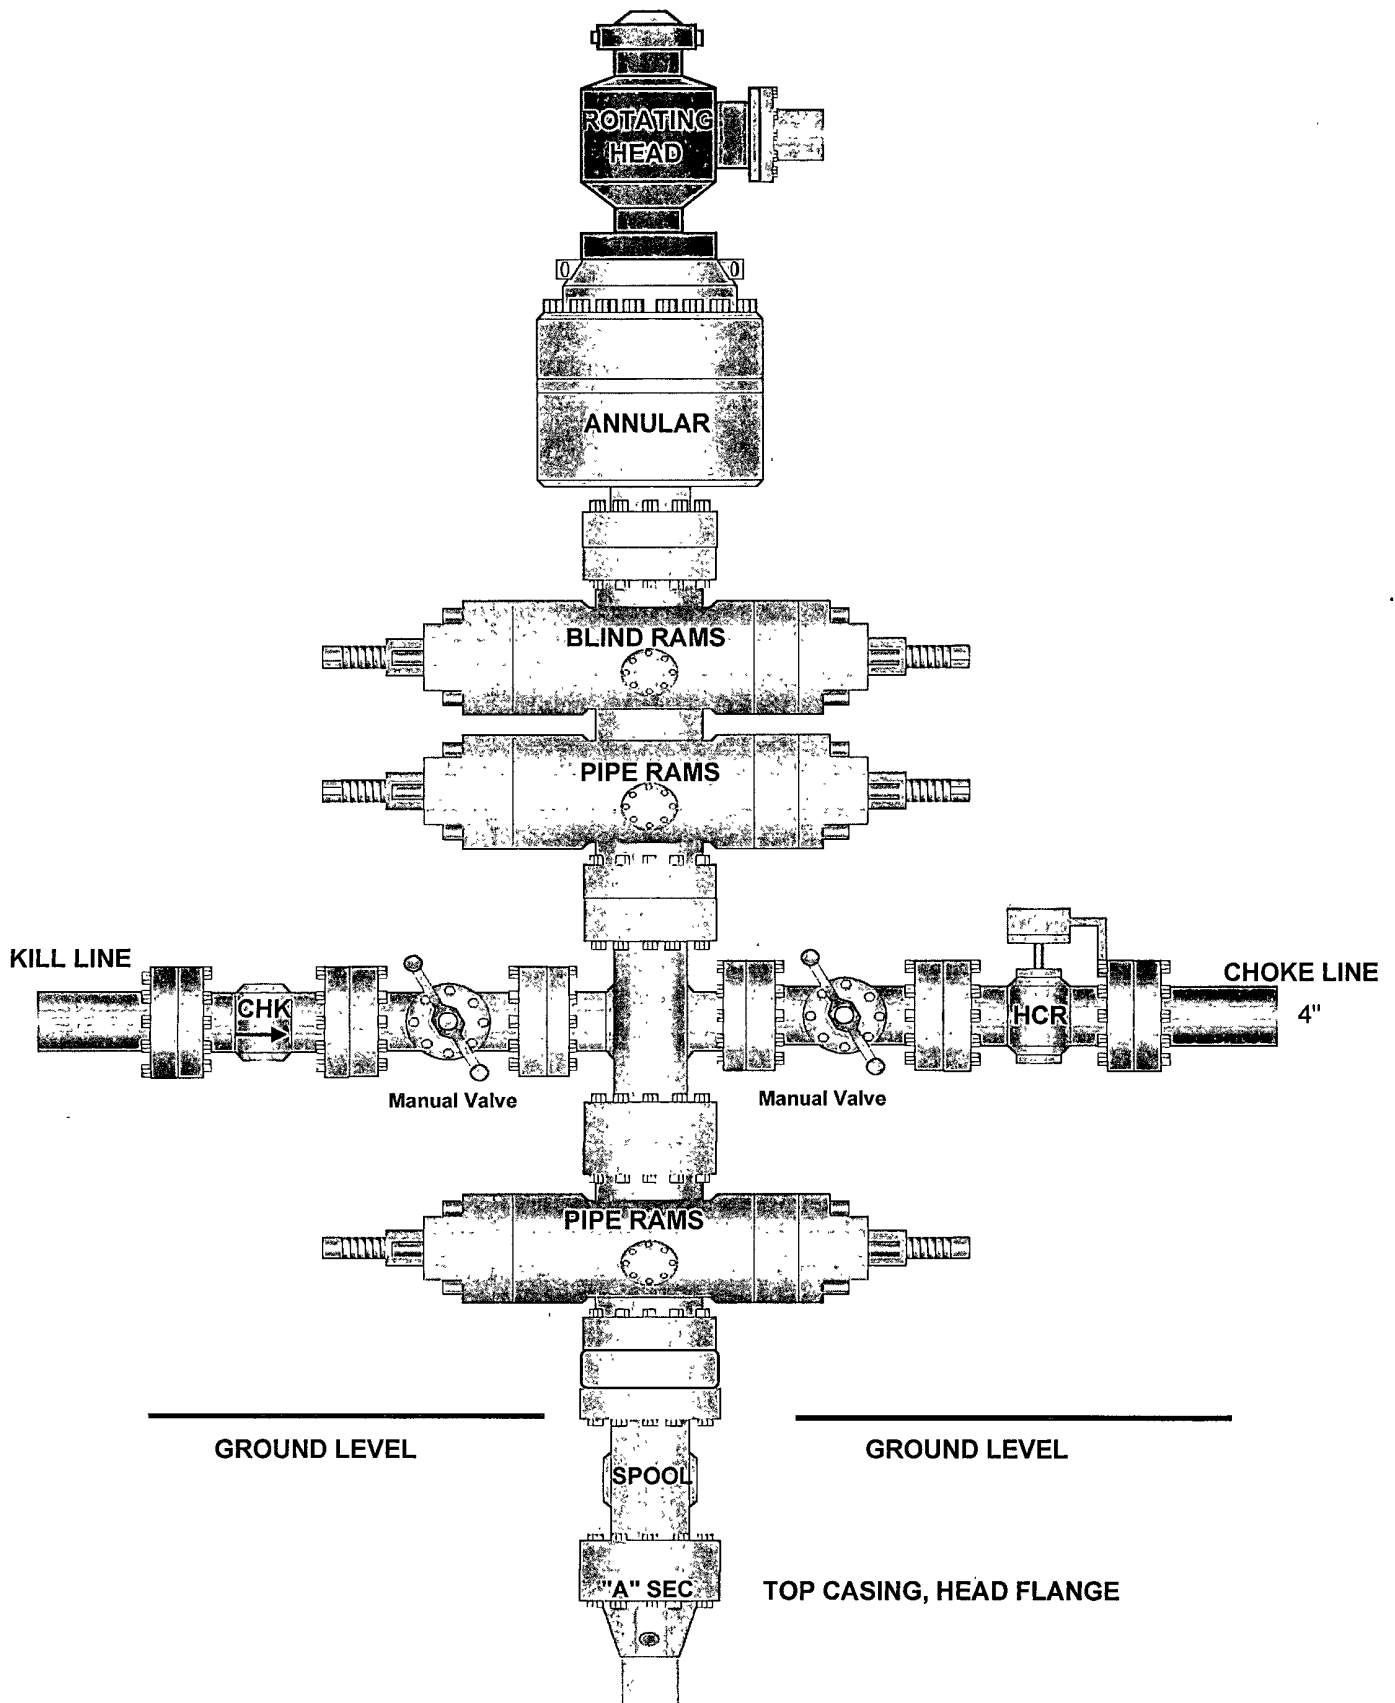 ROTATING
HEAD
ANNULAR
BLIND RAMS
PIPE RAMS
KILL LINE
CHOKE LINE
CHK
HCR
4"
Manual Valve
Manual Valve
PIPE RAMS
GROUND LEVEL
GROUND LEVEL
SPOOL
"A" SEC
TOP CASING, HEAD FLANGE